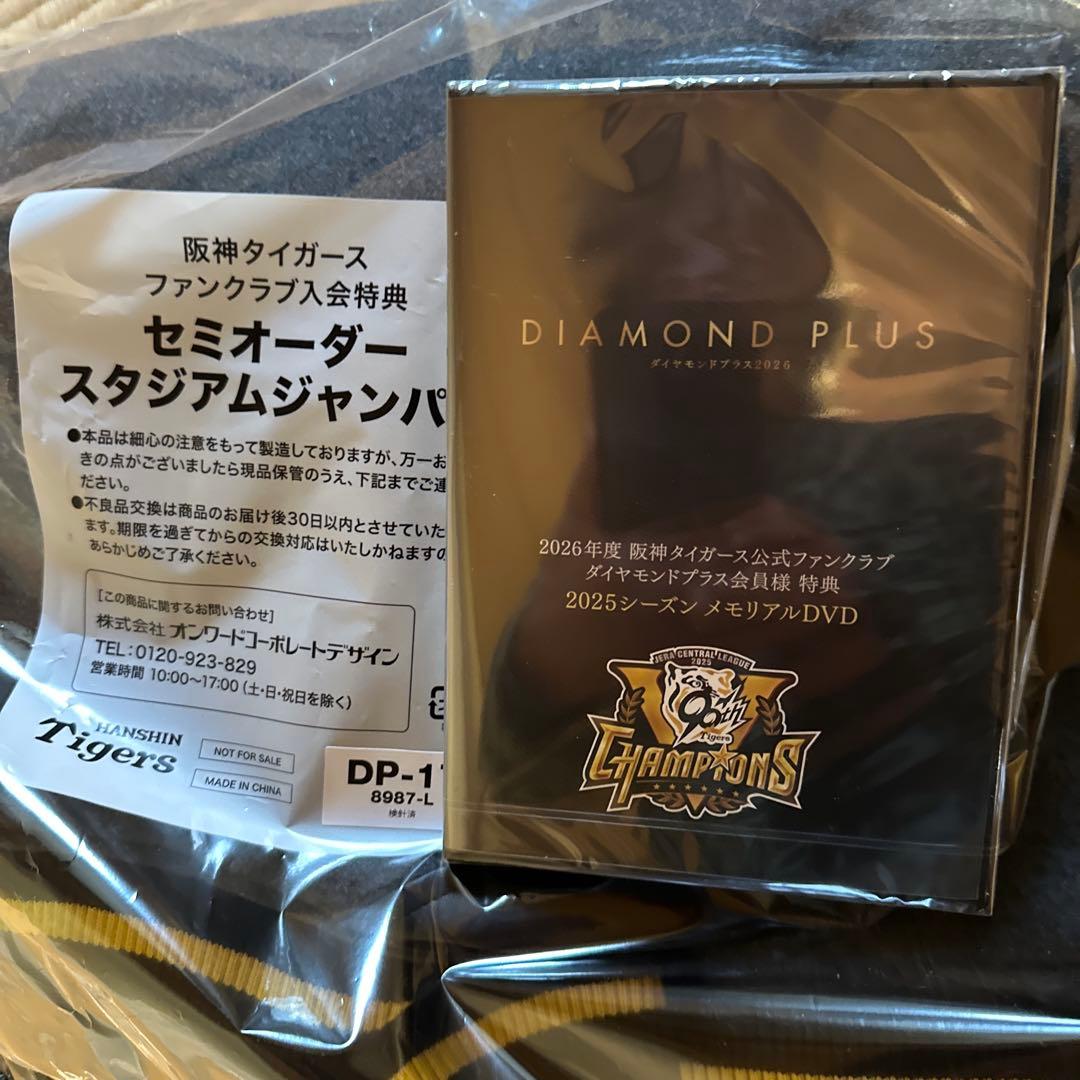 阪神タイガース
ファンクラブ入会特典
セミオーダー
スタジアムジャンパ
●本品は細心の注意をもって製造しておりますが、万一お
きの点がございましたら現品保管のうえ、下記までご連
ださい。
●不良品交換は商品のお届け後30日以内とさせていた
ます。期限を過ぎてからの交換対応はいたしかねますの
あらかじめご了承ください。
[この商品に関するお問い合わせ]
株式会社 オンワードコーポレートデザイン
TEL:0120-923-829
営業時間 10:00〜17:00 (土・日・祝日を除く)
HANSHIN
Tigers
NOT FOR SALE
MADE IN CHINA
DP-1
8987-L
検針済
DIAMOND PLUS
ダイヤモンドプラス2026
2026年度 阪神タイガース公式ファンクラブ
ダイヤモンドプラス会員様 特典
2025シーズン メモリアルDVD
JERA CENTRAL LEAGUE
2025
90th
Tigers
CHAMPIONS